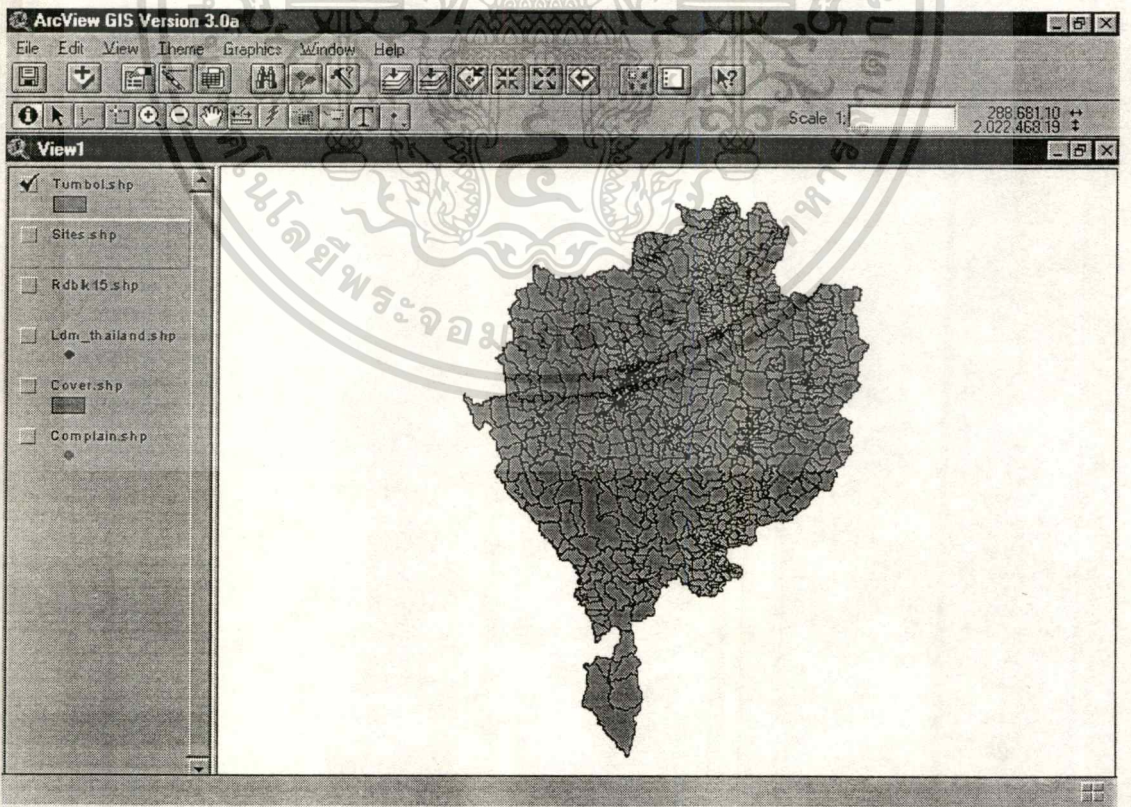 ArcView GIS Version 3.0a
File Edit View Theme Graphics Window Help
Scale 1:
288,681.10
2,022,468.19
View1
Tumbol.shp
Sites.shp
Rdblk15.shp
Ldm_thailand.shp
Cover.shp
Complain.shp